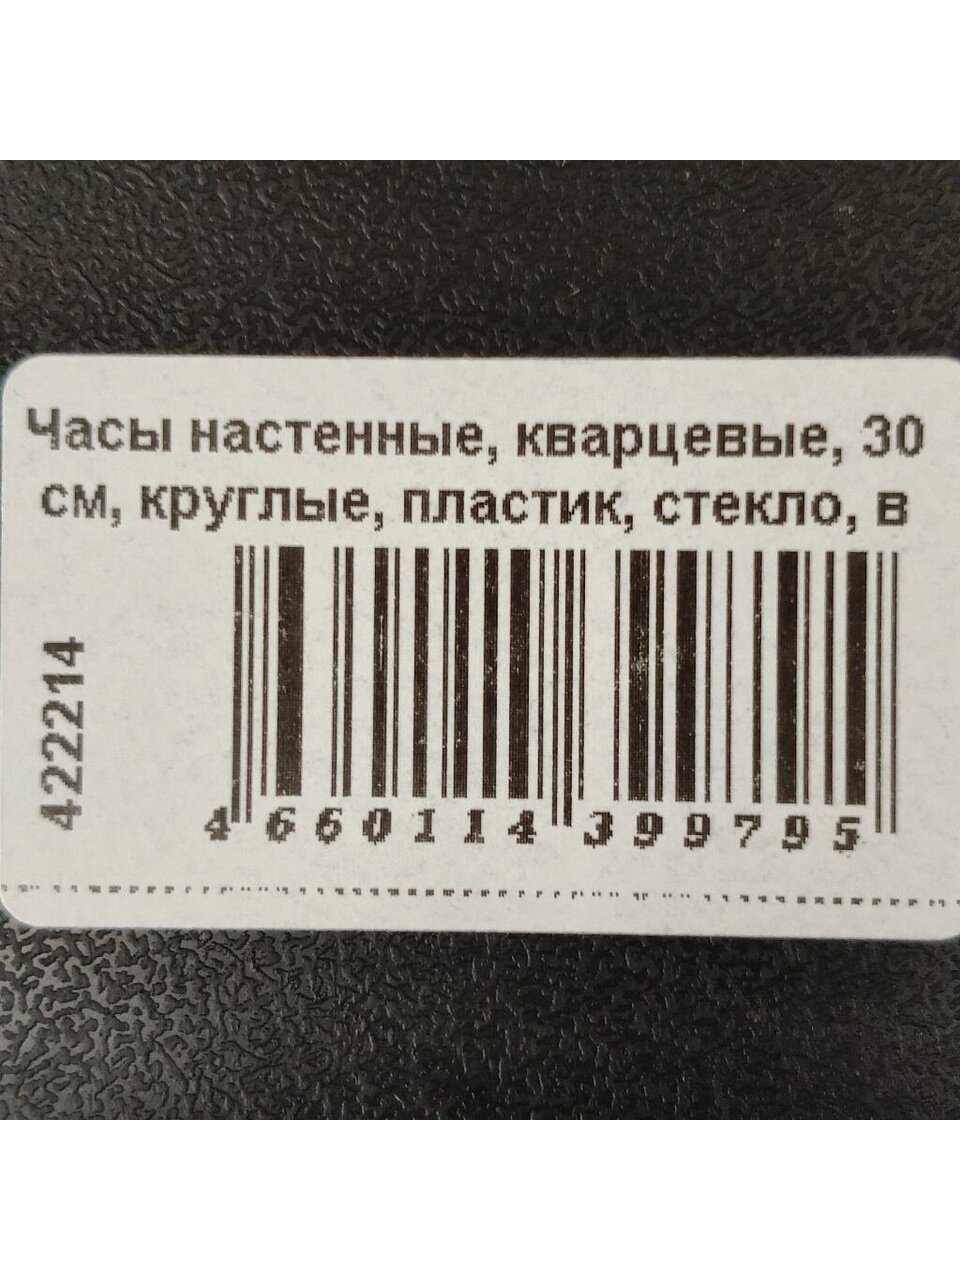 Часы настенные, кварцевые, 30
см, круглые, пластик, стекло, в
422214
4660114399795